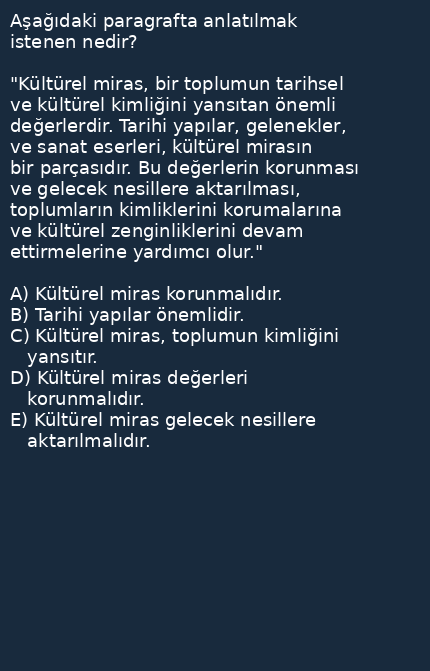 Aşağıdaki paragrafta anlatılmak
istenen nedir?
"Kültürel miras, bir toplumun tarihsel
ve kültürel kimliğini yansıtan önemli
değerlerdir. Tarihi yapılar, gelenekler,
ve sanat eserleri, kültürel mirasın
bir parçasıdır. Bu değerlerin korunması
ve gelecek nesillere aktarılması,
toplumların kimliklerini korumalarına
ve kültürel zenginliklerini devam
ettirmelerine yardımcı olur."
A) Kültürel miras korunmalıdır.
B) Tarihi yapılar önemlidir.
C) Kültürel miras, toplumun kimliğini
yansıtır.
D) Kültürel miras değerleri
korunmalıdır.
E) Kültürel miras gelecek nesillere
aktarılmalıdır.